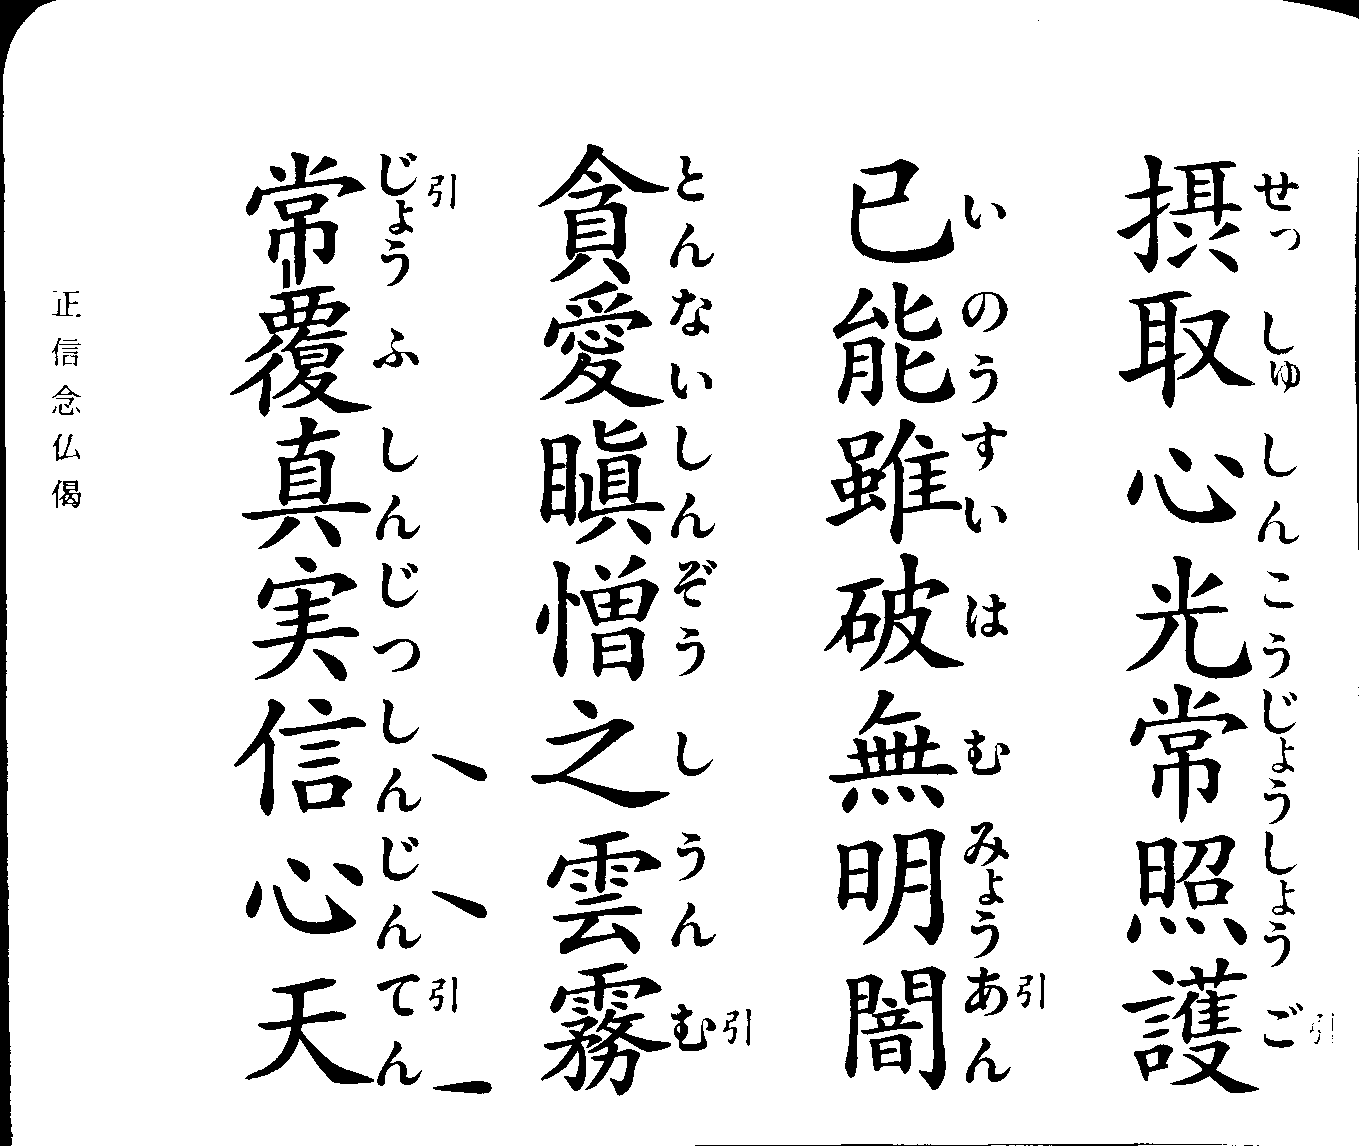 摂取心光常照護
せっしゅしんこうじょうしょうご引
已能雖破無明闇
いのうすいはむみょうあん引
貪愛瞋憎之雲霧
とんないしんぞうしうんむ引
常覆真実信心天
じょう引ふしんじつしんじんてん引
正信念仏偈